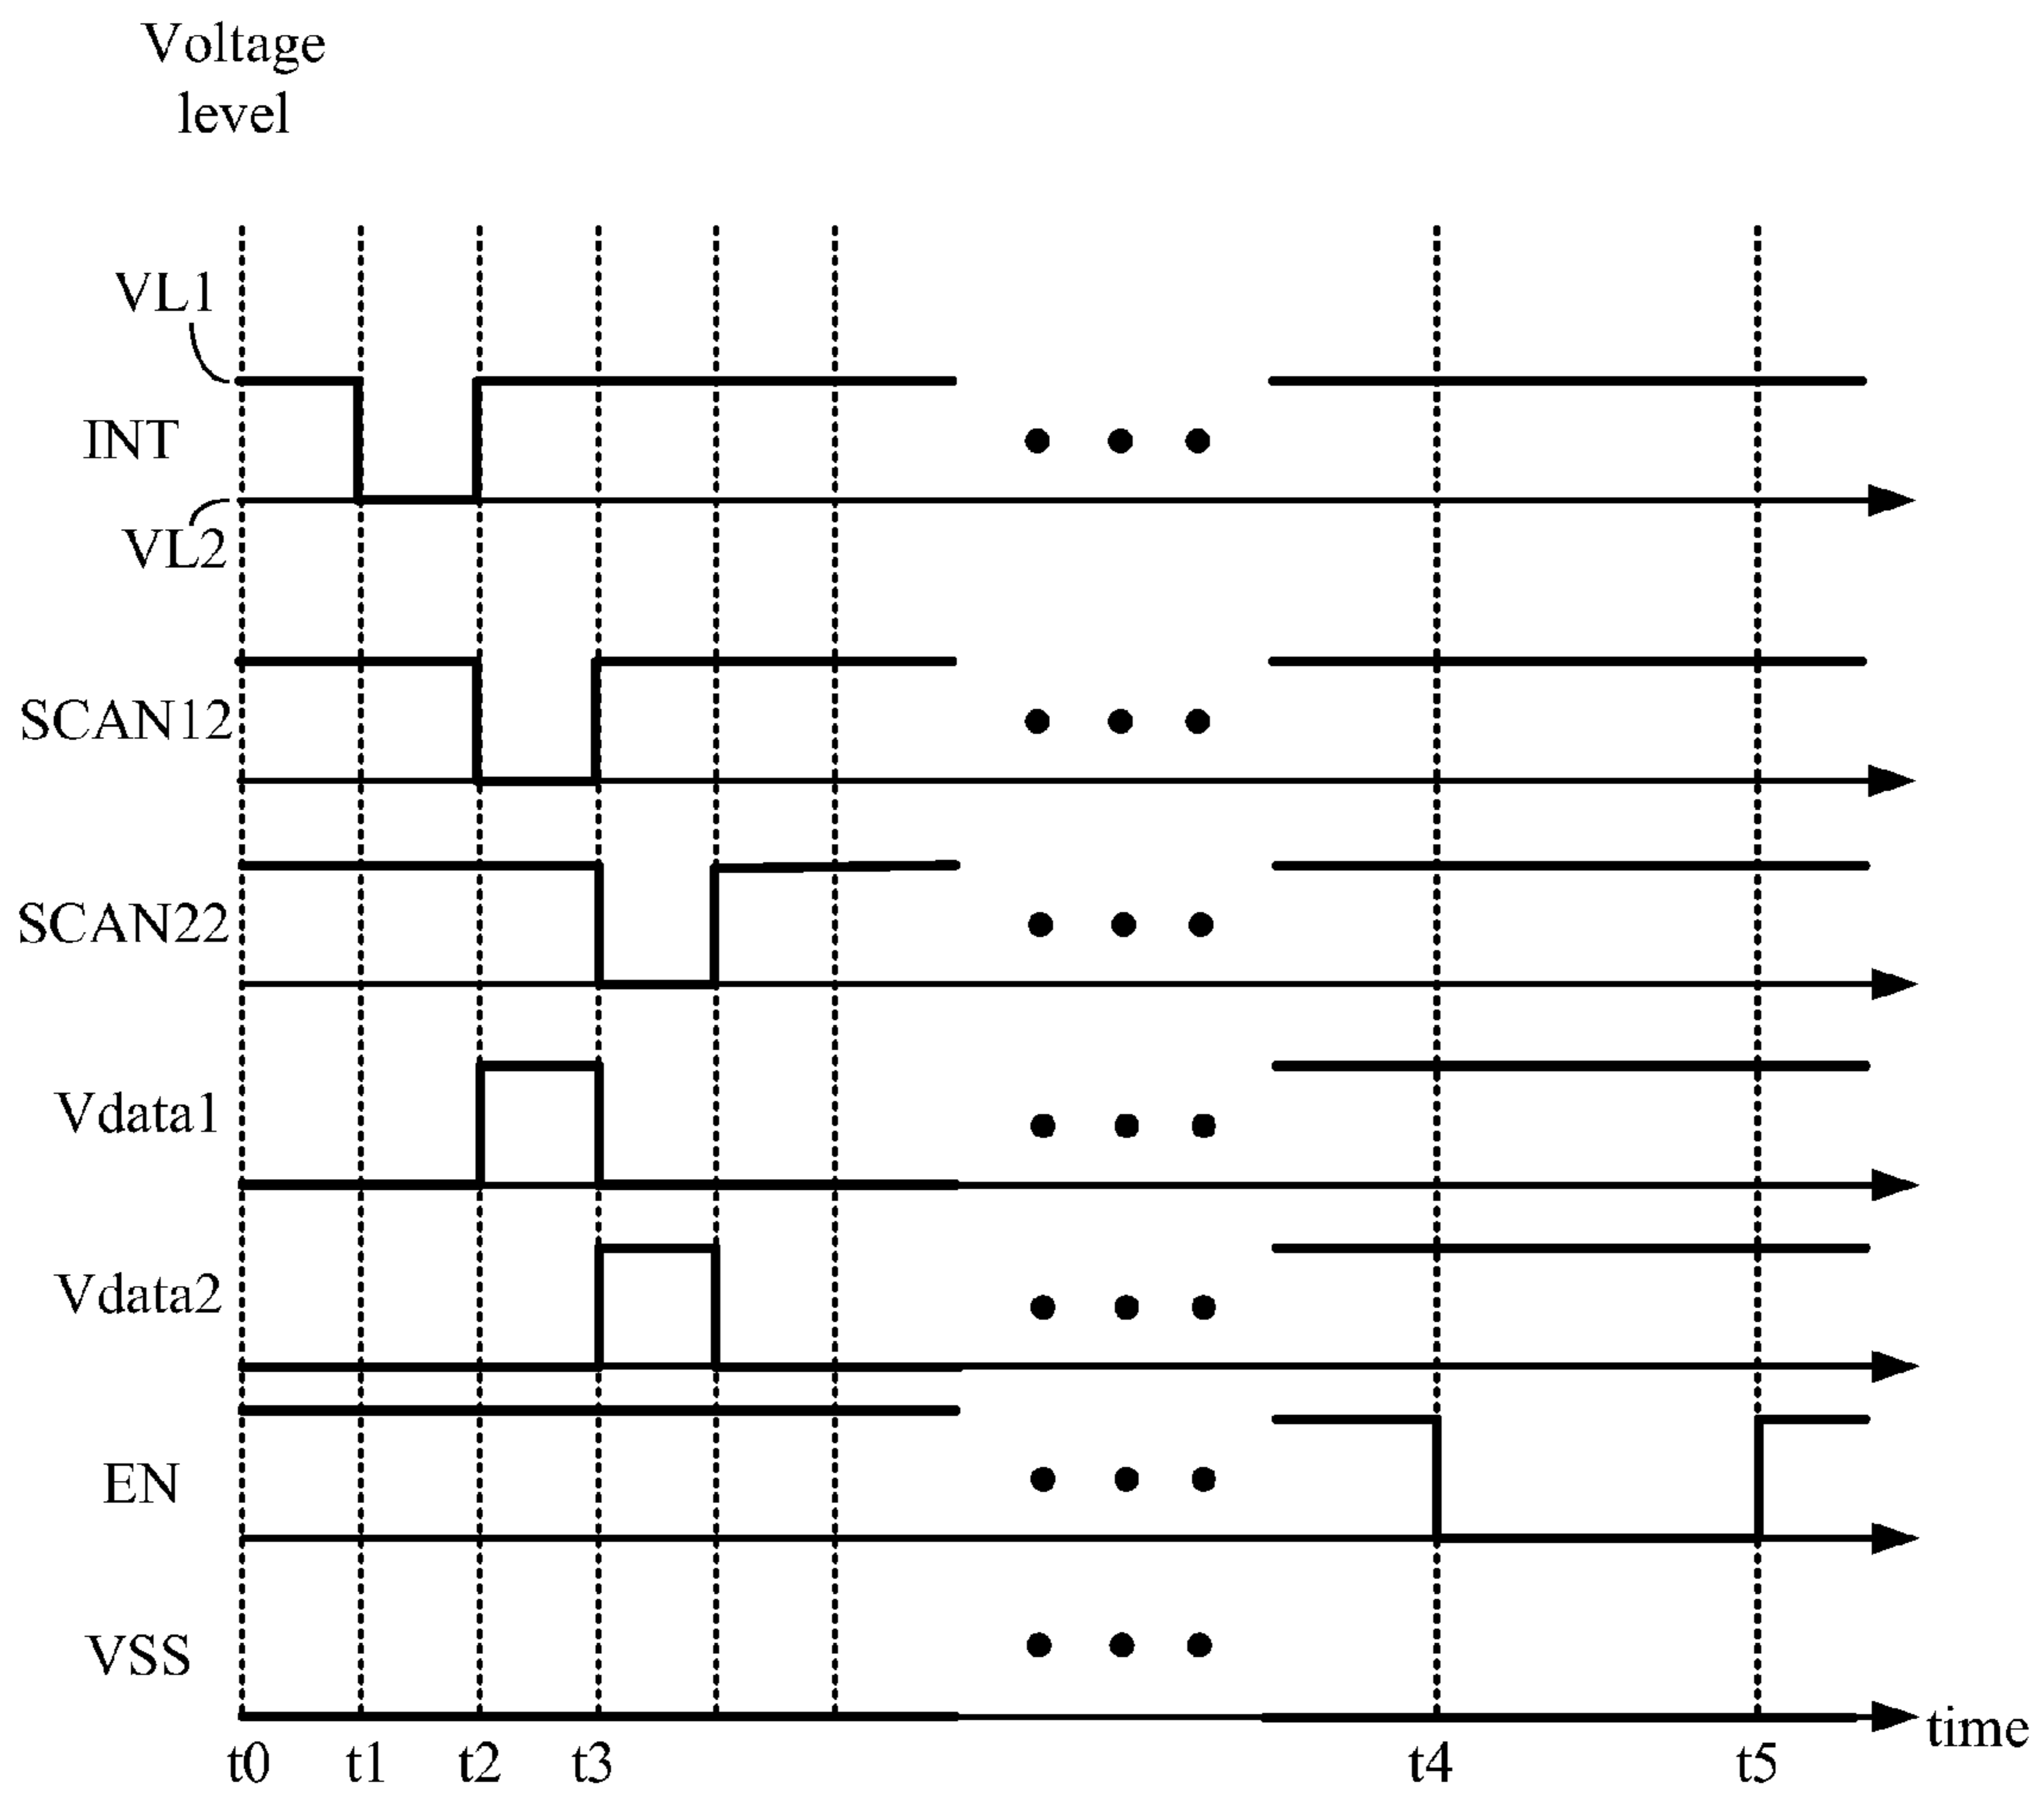 Voltage
level
VL1
INT
VL2
SCAN12
SCAN22
Vdata1
Vdata2
EN
VSS
time
t0 t1 t2 t3 t4 t5